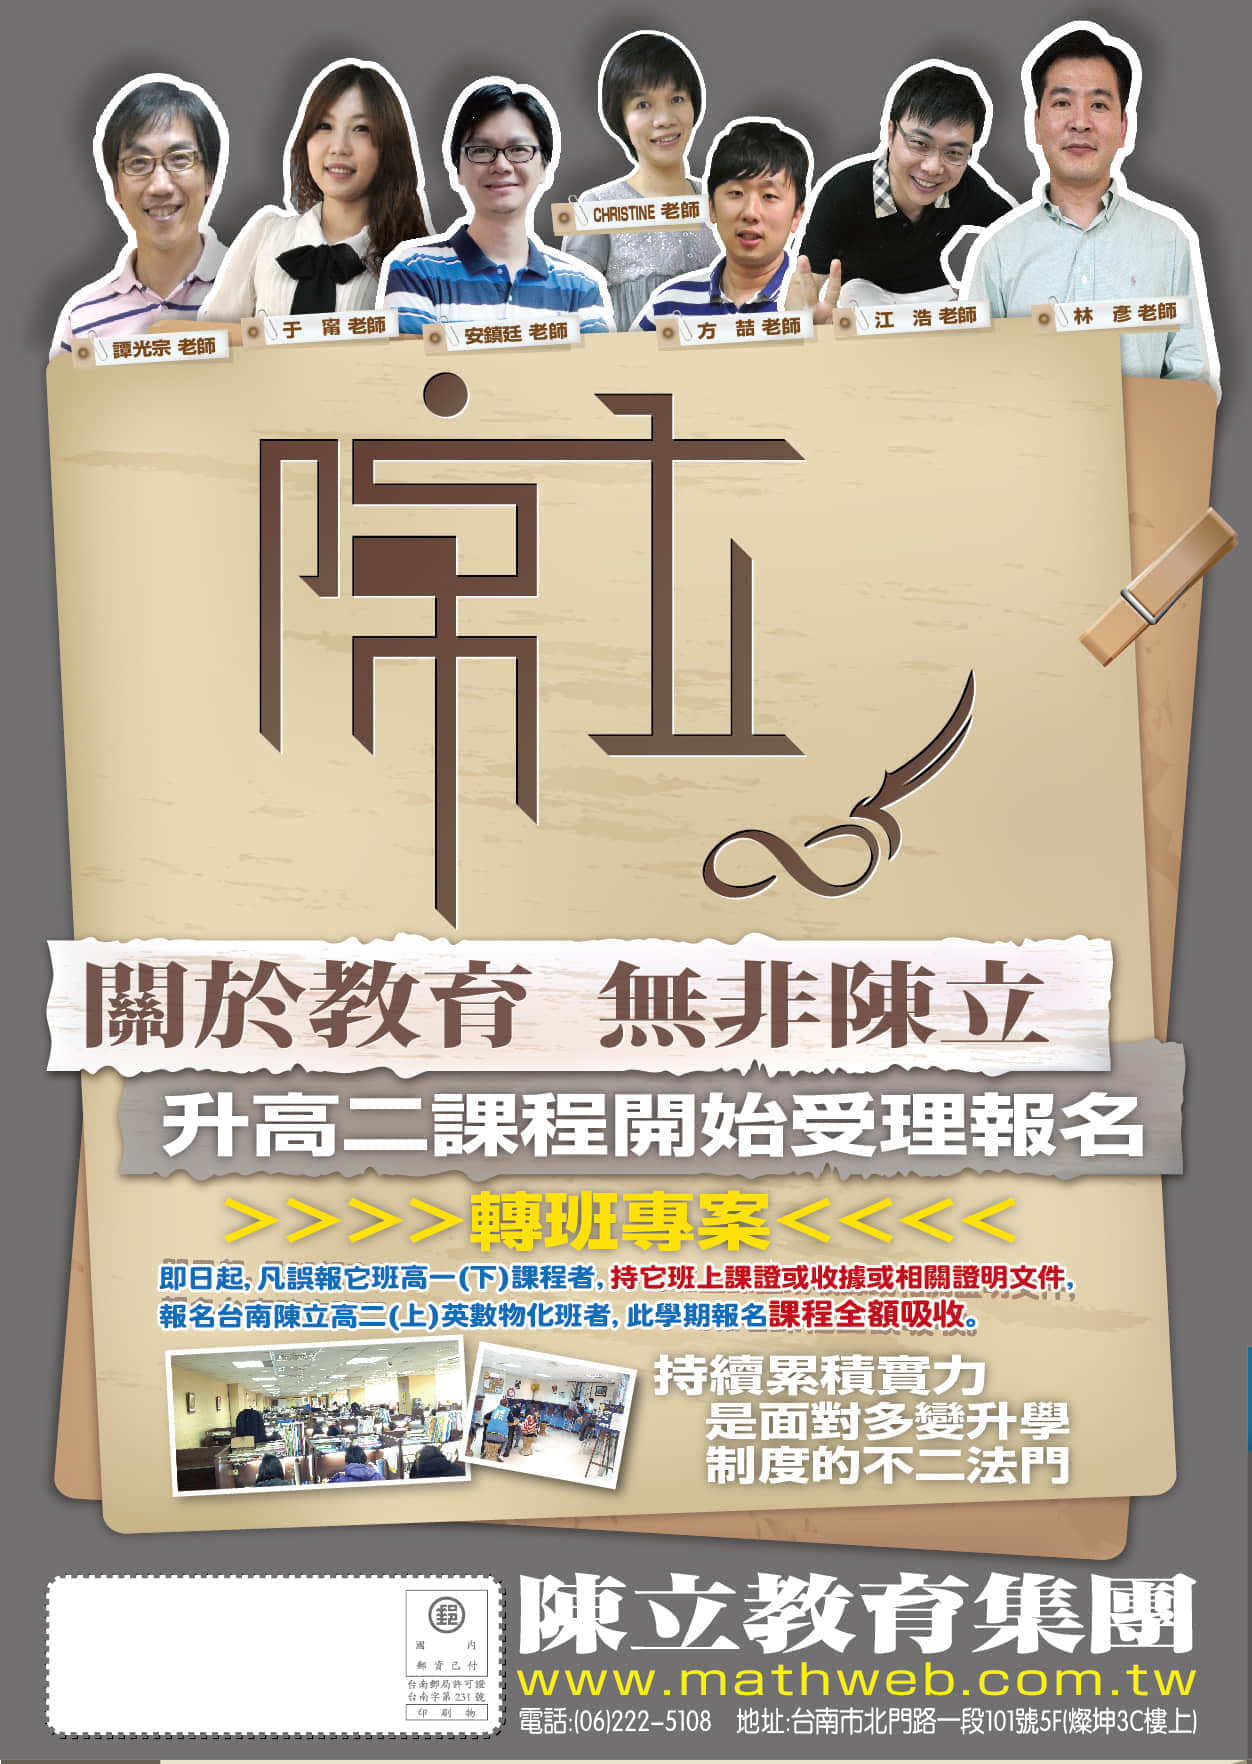 CHRISTINE 老師
譚光宗 老師
于 甯 老師
安鎮廷 老師
方 喆 老師
江 浩 老師
林 彥 老師
陳立
關於教育 無非陳立
升高二課程開始受理報名
>>>>轉班專案<<<<
即日起,凡誤報它班高一(下)課程者,持它班上課證或收據或相關證明文件,
報名台南陳立高二(上)英數物化班者,此學期報名課程全額吸收。
持續累積實力
是面對多變升學
制度的不二法門
郵
國 內
郵資已付
台南郵局許可證
台南字第231號
印 刷 物
陳立教育集團
www.mathweb.com.tw
電話:(06)222-5108 地址:台南市北門路一段101號5F(燦坤3C樓上)